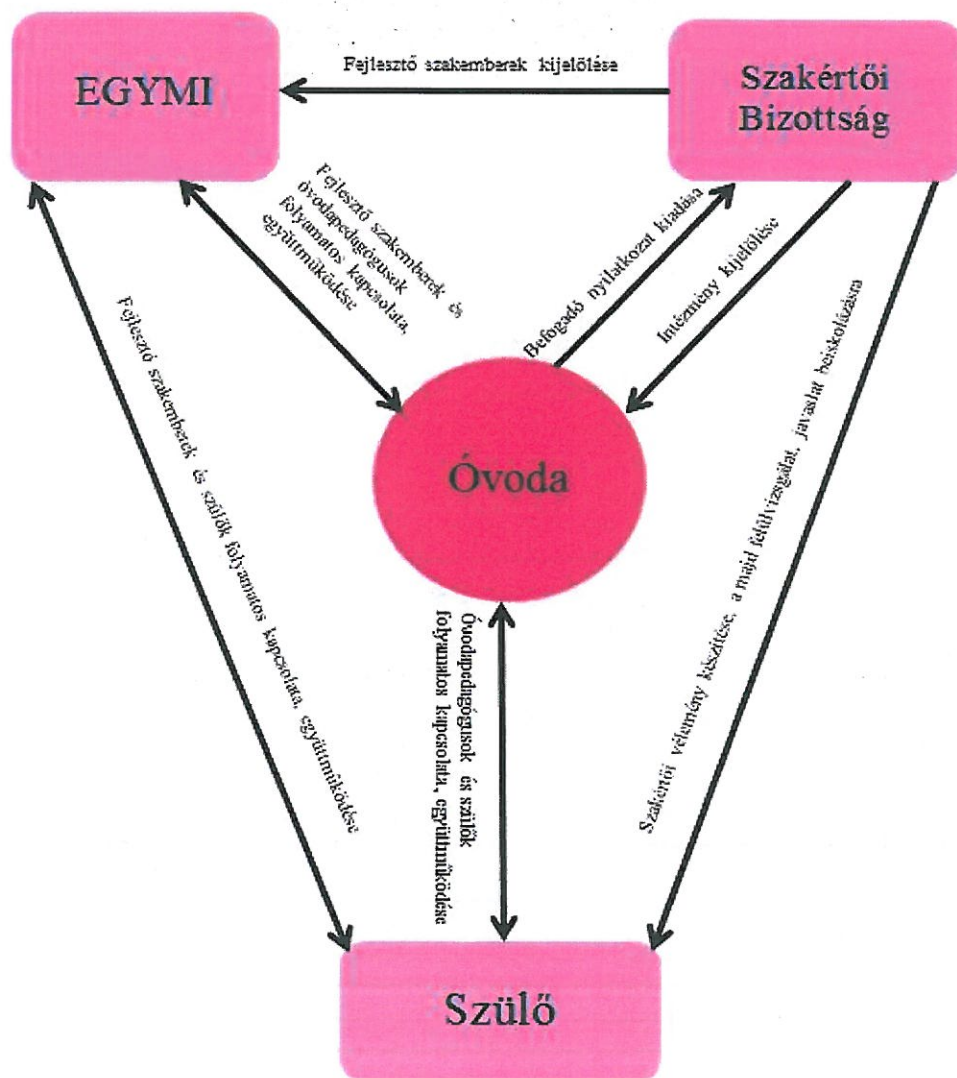 EGYMI
Fejlesztő szakemberek kijelölése
Szakértői
Bizottság
Fejlesztő szakemberek és
óvodapedagógusok
folyamatos kapcsolata,
együttműködése
Befogadó nyilatkozat kiadása
Intézmény kijelölése
Fejlesztő szakemberek és szülők folyamatos kapcsolata, együttműködése
Óvoda
Szakértői vélemény készítése, a majd felülvizsgálat, javaslat beiskolázásra
Óvodapedagógusok és szülők
folyamatos kapcsolata, együttműködése
Szülő